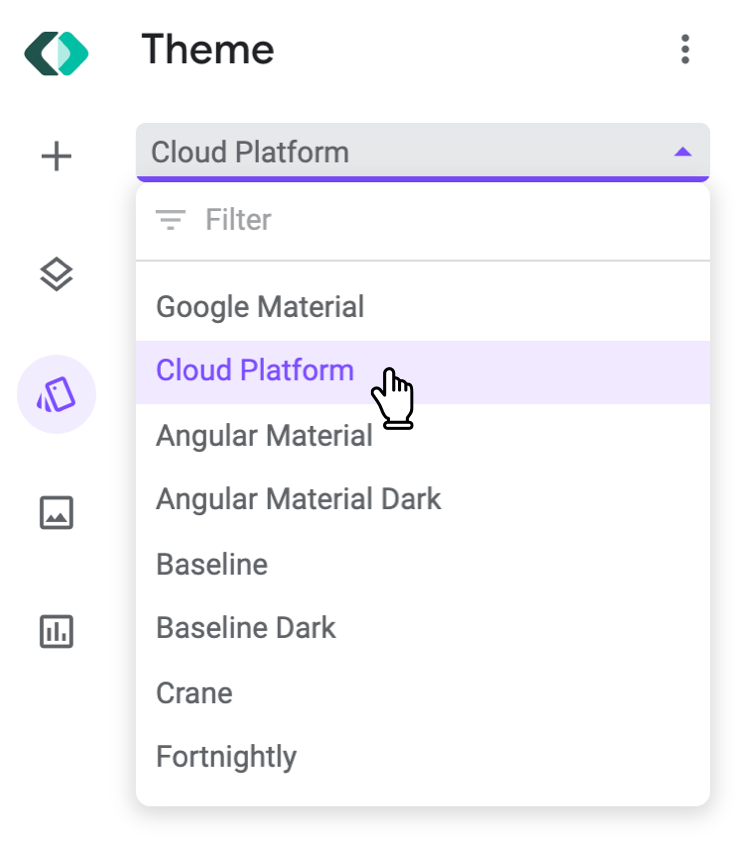 Theme
Cloud Platform
Filter
Google Material
Cloud Platform
Angular Material
Angular Material Dark
Baseline
Baseline Dark
Crane
Fortnightly